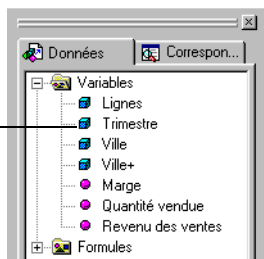 Données
Correspon...
Variables
Lignes
Trimestre
Ville
Ville+
Marge
Quantité vendue
Revenu des ventes
Formules